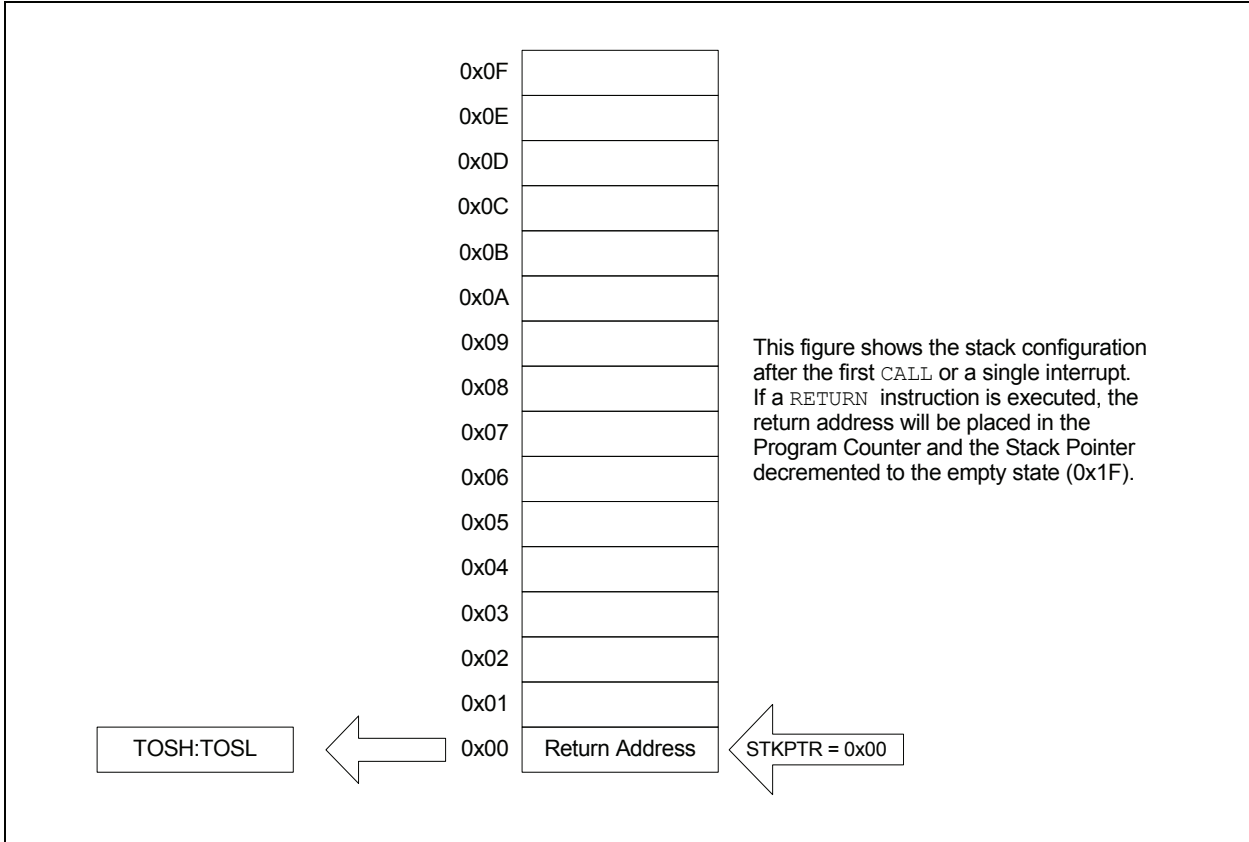 0x0F
0x0E
0x0D
0x0C
0x0B
0x0A
0x09
0x08
0x07
0x06
0x05
0x04
0x03
0x02
0x01
0x00
This figure shows the stack configuration
after the first CALL or a single interrupt.
If a RETURN instruction is executed, the
return address will be placed in the
Program Counter and the Stack Pointer
decremented to the empty state (0x1F).
TOSH:TOSL
Return Address
STKPTR = 0x00